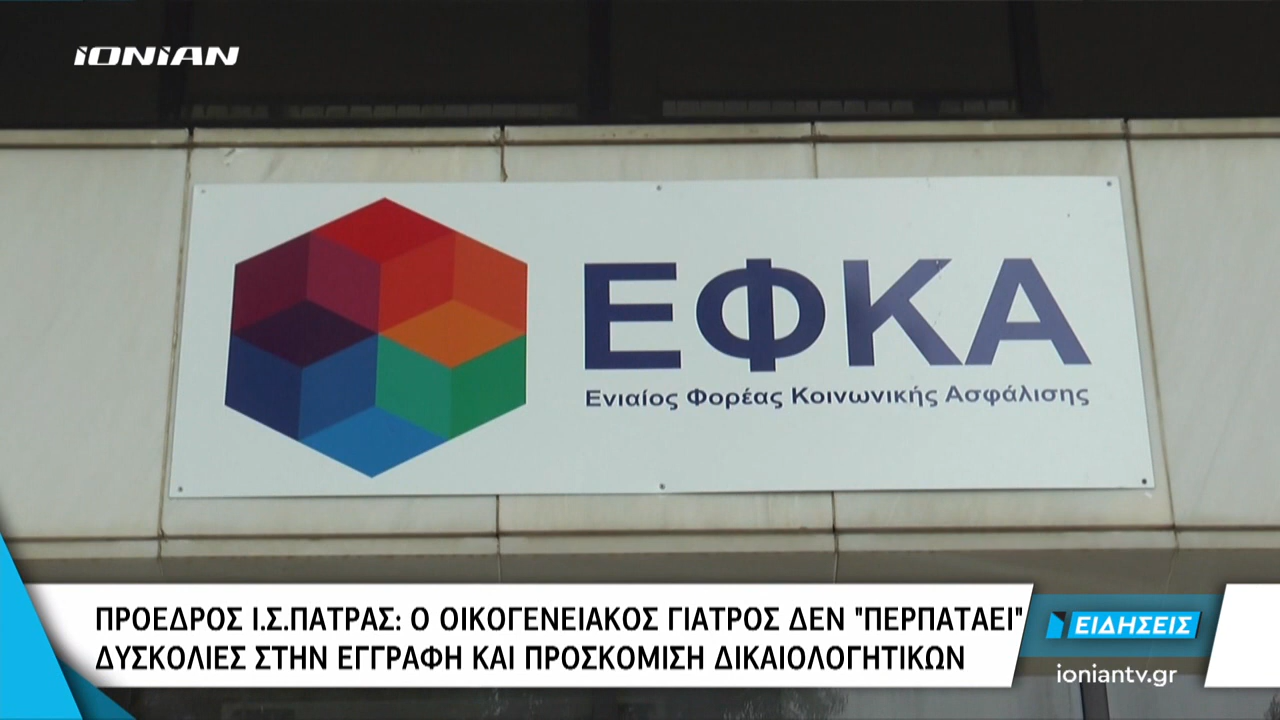 IONIAN
ΕΦΚΑ
Ενιαίος Φορέας Κοινωνικής Ασφάλισης
ΠΡΟΕΔΡΟΣ Ι.Σ.ΠΑΤΡΑΣ: Ο ΟΙΚΟΓΕΝΕΙΑΚΟΣ ΓΙΑΤΡΟΣ ΔΕΝ "ΠΕΡΠΑΤΑΕΙ"
ΔΥΣΚΟΛΙΕΣ ΣΤΗΝ ΕΓΓΡΑΦΗ ΚΑΙ ΠΡΟΣΚΟΜΙΣΗ ΔΙΚΑΙΟΛΟΓΗΤΙΚΩΝ
ΕΙΔΗΣΕΙΣ
ioniantv.gr